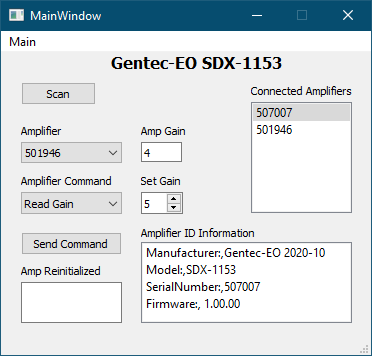 MainWindow
Main
Gentec-EO SDX-1153
Scan
Connected Amplifiers
507007
501946
Amplifier
Amp Gain
501946
4
Amplifier Command
Set Gain
Read Gain
5
Send Command
Amplifier ID Information
Manufacturer:,Gentec-EO 2020-10
Model:,SDX-1153
SerialNumber:,507007
Firmware:, 1.00.00
Amp Reinitialized